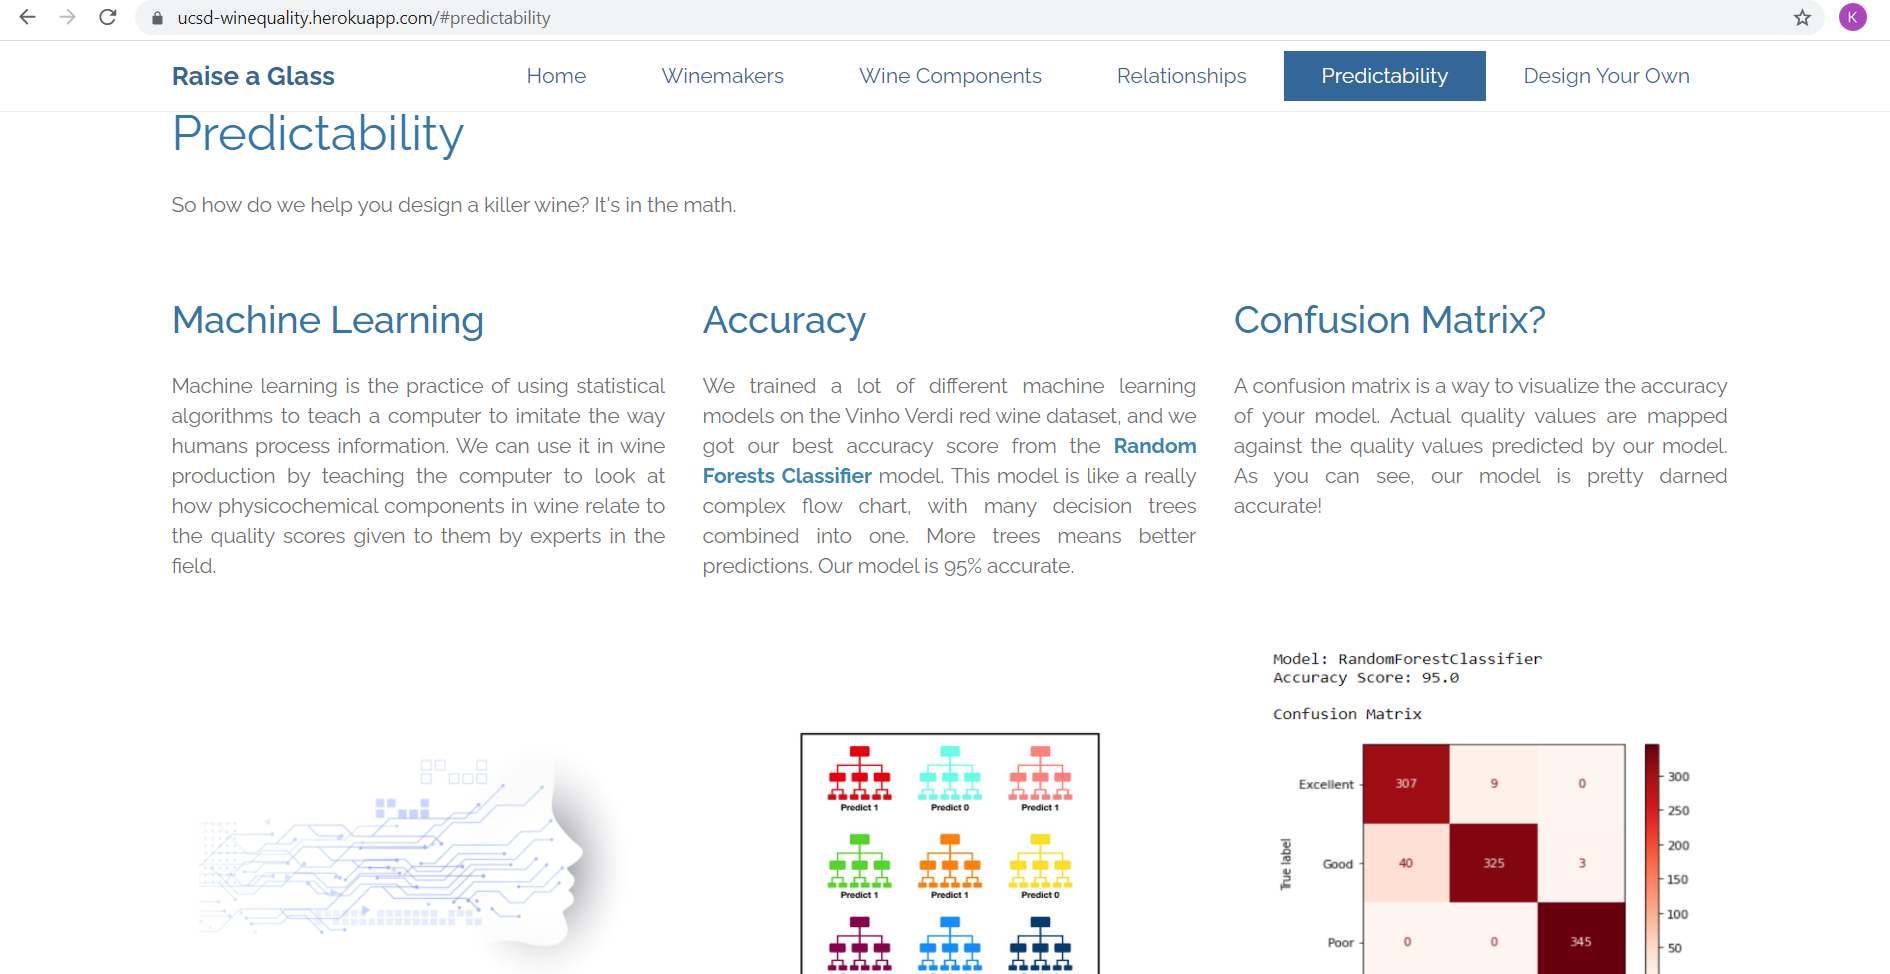 ucsd-winequality.herokuapp.com/#predictability
K
Raise a Glass
Home
Winemakers
Wine Components
Relationships
Predictability
Design Your Own
Predictability
So how do we help you design a killer wine? It's in the math.
Machine Learning
Machine learning is the practice of using statistical
algorithms to teach a computer to imitate the way
humans process information. We can use it in wine
production by teaching the computer to look at
how physicochemical components in wine relate to
the quality scores given to them by experts in the
field.
Accuracy
We trained a lot of different machine learning
models on the Vinho Verdi red wine dataset, and we
got our best accuracy score from the Random
Forests Classifier model. This model is like a really
complex flow chart, with many decision trees
combined into one. More trees means better
predictions. Our model is 95% accurate.
Predict 1
Predict 0
Predict 1
Predict 1
Predict 1
Predict 0
Confusion Matrix?
A confusion matrix is a way to visualize the accuracy
of your model. Actual quality values are mapped
against the quality values predicted by our model.
As you can see, our model is pretty darned
accurate!
Model: RandomForestClassifier
Accuracy Score: 95.0
Confusion Matrix
True label
Excellent 307 9 0
Good 40 325 3
Poor 0 0 345
300
250
200
150
100
50